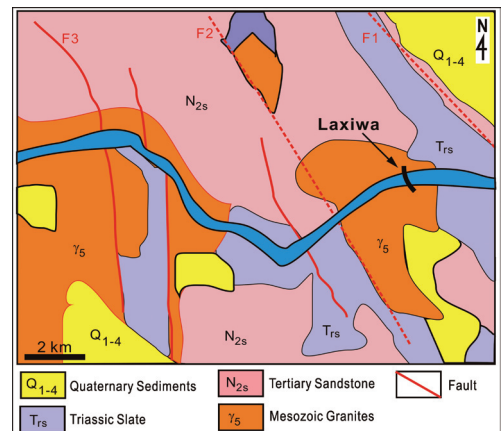 F3
F2
F1
Q1-4
N
N2s
Laxiwa
Trs
γ5
γ5
Q1-4
N2s
Trs
2 km
Q1-4 Quaternary Sediments
N2s Tertiary Sandstone
Fault
Trs Triassic Slate
γ5 Mesozoic Granites